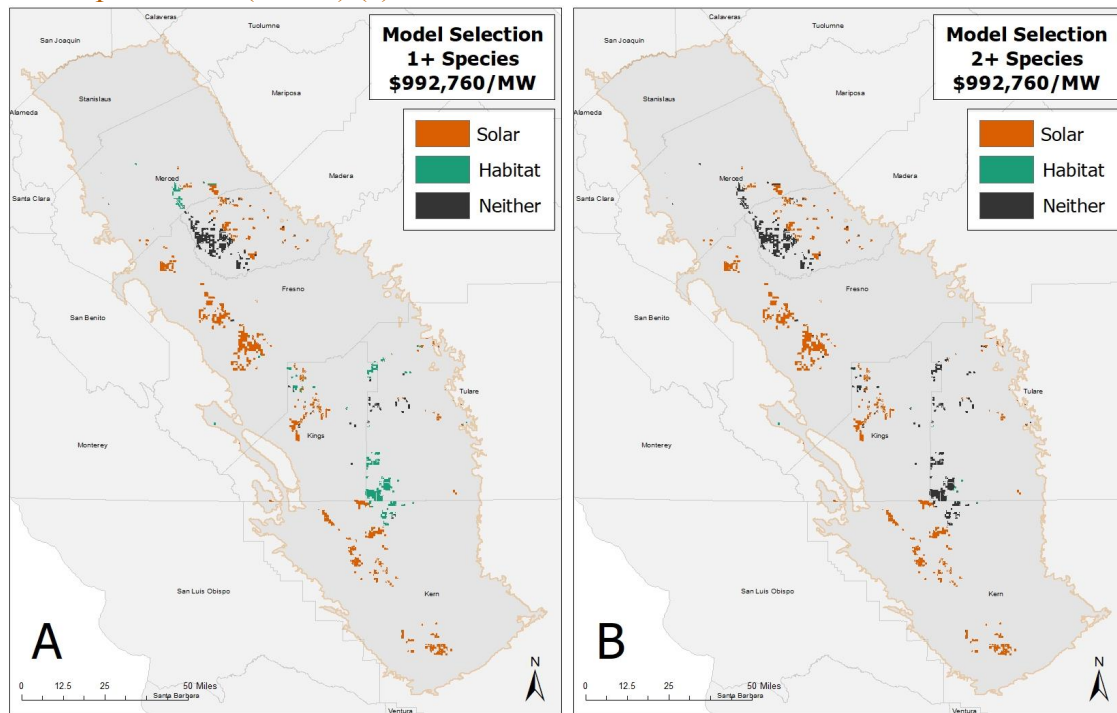 Calaveras
Tuolumne
San Joaquin
Model Selection
1+ Species
$992,760/MW
Stanislaus
Mariposa
Alameda
Solar
Habitat
Neither
Merced
Madera
Santa Clara
Fresno
San Benito
Tulare
Monterey
Kings
San Luis Obispo
Kern
A
N
0 12.5 25 50 Miles
Santa Barbara
Ventura
Calaveras
Tuolumne
San Joaquin
Model Selection
2+ Species
$992,760/MW
Stanislaus
Mariposa
Alameda
Solar
Habitat
Neither
Merced
Madera
Santa Clara
Fresno
San Benito
Tulare
Monterey
Kings
San Luis Obispo
Kern
B
N
0 12.5 25 50 Miles
Santa Barbara
Ventura